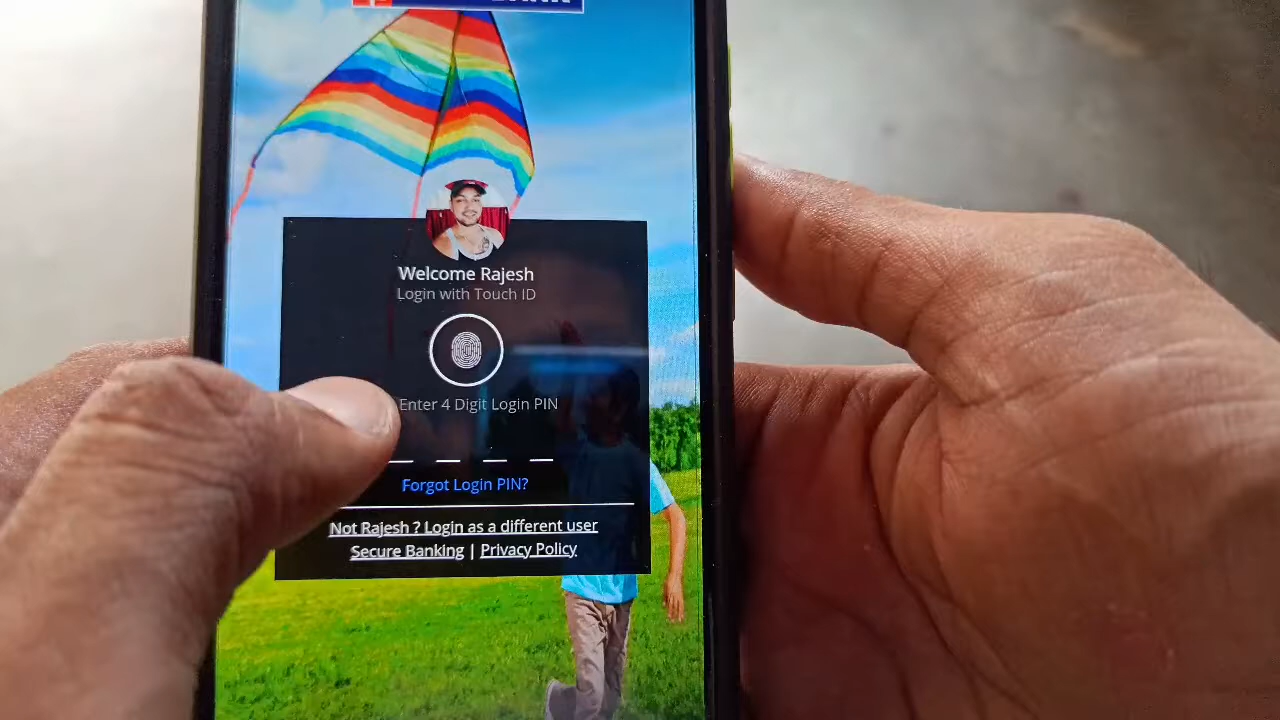 Welcome Rajesh
Login with Touch ID
Enter 4 Digit Login PIN
Forgot Login PIN?
Not Rajesh ? Login as a different user
Secure Banking | Privacy Policy